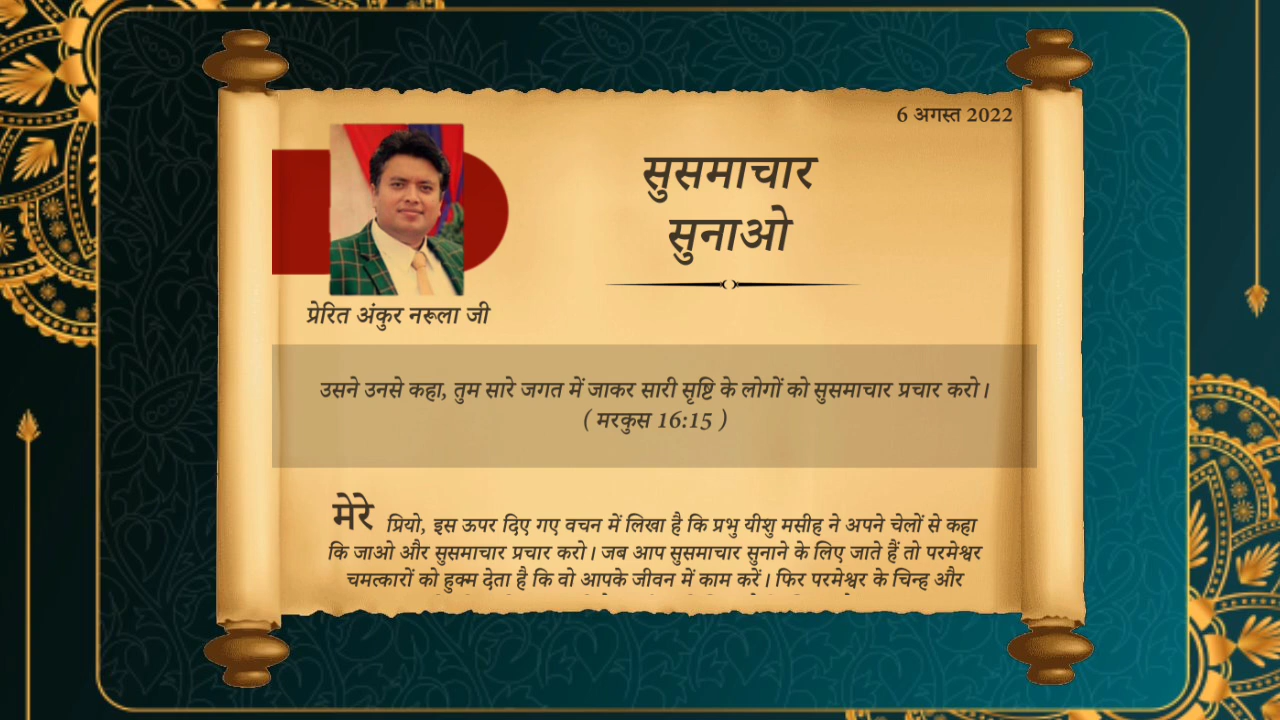 6 अगस्त 2022
सुसमाचार
सुनाओ
प्रेरित अंकुर नरूला जी
उसने उनसे कहा, तुम सारे जगत में जाकर सारी सृष्टि के लोगों को सुसमाचार प्रचार करो।
( मरकुस 16:15 )
मेरे प्रियो, इस ऊपर दिए गए वचन में लिखा है कि प्रभु यीशु मसीह ने अपने चेलों से कहा
कि जाओ और सुसमाचार प्रचार करो। जब आप सुसमाचार सुनाने के लिए जाते हैं तो परमेश्वर
चमत्कारों को हुक्म देता है कि वो आपके जीवन में काम करें। फिर परमेश्वर के चिन्ह और